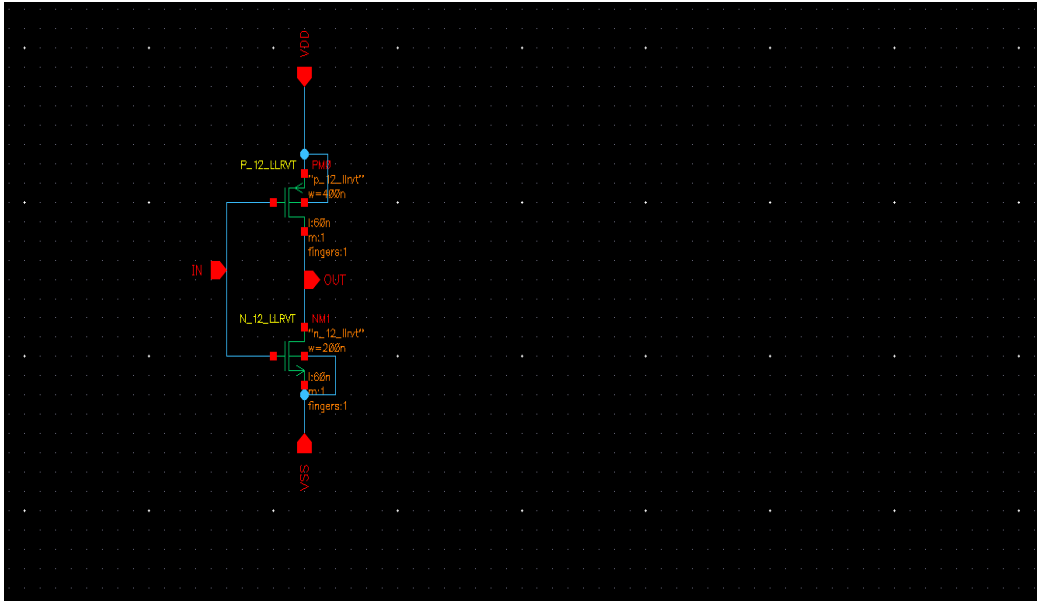 VDD
P_12_LLRVT PM0
"p_12_llrvt"
w=400n
l:60n
m:1
fingers:1
IN
OUT
N_12_LLRVT NM1
"n_12_llrvt"
w=200n
l:60n
m:1
fingers:1
VSS